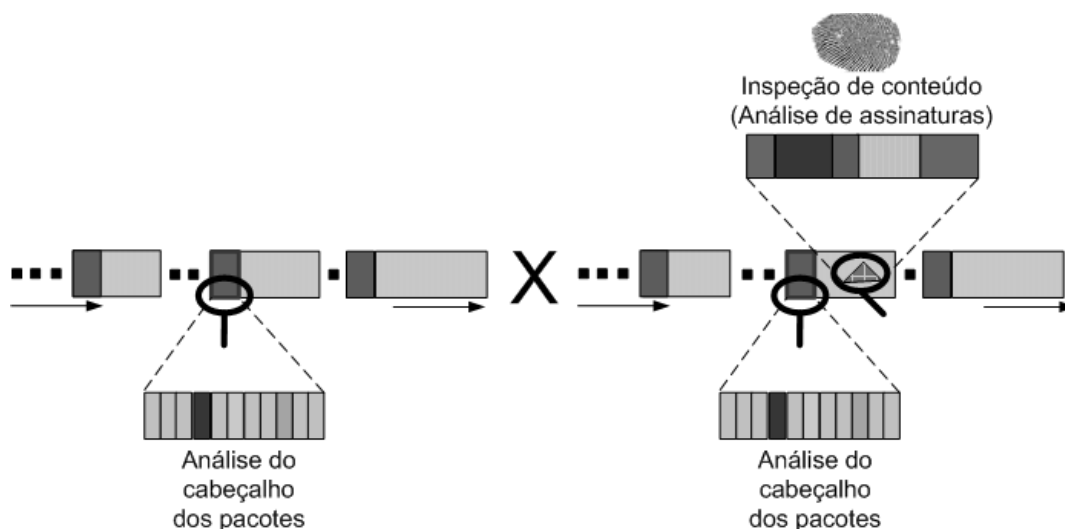 Inspeção de conteúdo
(Análise de assinaturas)
X
Análise do
cabeçalho
dos pacotes
Análise do
cabeçalho
dos pacotes